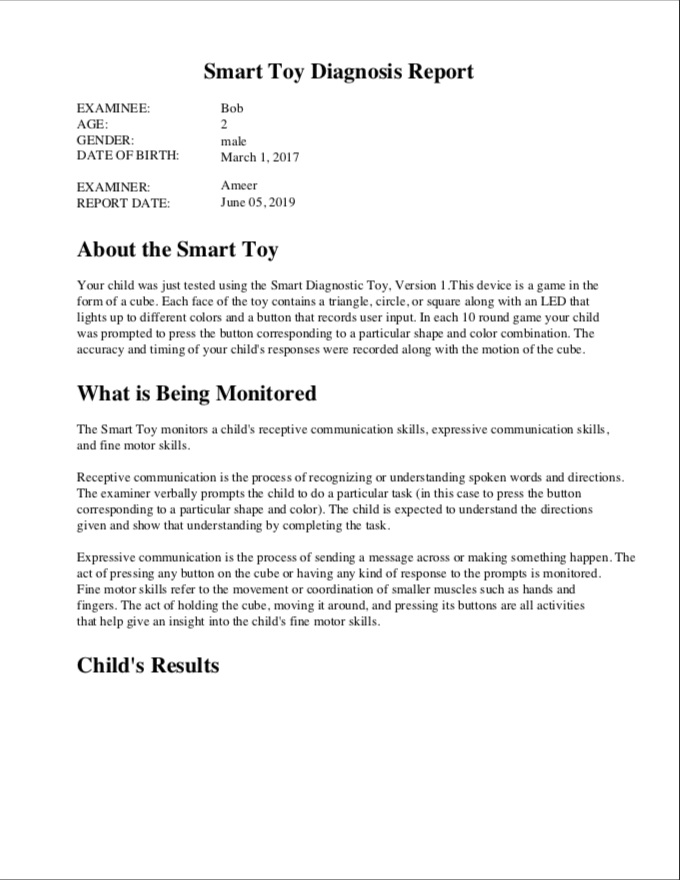 Smart Toy Diagnosis Report
EXAMINEE: Bob
AGE: 2
GENDER: male
DATE OF BIRTH: March 1, 2017
EXAMINER: Ameer
REPORT DATE: June 05, 2019
About the Smart Toy
Your child was just tested using the Smart Diagnostic Toy, Version 1.This device is a game in the
form of a cube. Each face of the toy contains a triangle, circle, or square along with an LED that
lights up to different colors and a button that records user input. In each 10 round game your child
was prompted to press the button corresponding to a particular shape and color combination. The
accuracy and timing of your child's responses were recorded along with the motion of the cube.
What is Being Monitored
The Smart Toy monitors a child's receptive communication skills, expressive communication skills,
and fine motor skills.
Receptive communication is the process of recognizing or understanding spoken words and directions.
The examiner verbally prompts the child to do a particular task (in this case to press the button
corresponding to a particular shape and color). The child is expected to understand the directions
given and show that understanding by completing the task.
Expressive communication is the process of sending a message across or making something happen. The
act of pressing any button on the cube or having any kind of response to the prompts is monitored.
Fine motor skills refer to the movement or coordination of smaller muscles such as hands and
fingers. The act of holding the cube, moving it around, and pressing its buttons are all activities
that help give an insight into the child's fine motor skills.
Child's Results